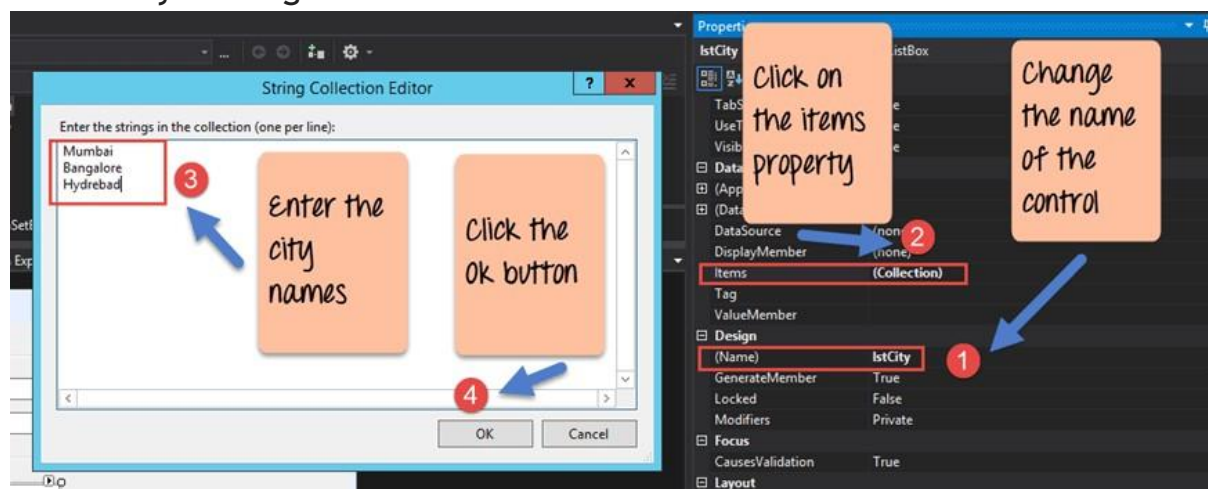 String Collection Editor
?
x
Enter the strings in the collection (one per line):
Mumbai
Bangalore
Hydrebad
3
Enter the
city
names
Click the
Ok button
4
OK
Cancel
lstCity
Click on
the items
property
Change
the name
of the
control
Data
DataSource
2
DisplayMember (none)
Items (Collection)
Tag
ValueMember
Design
(Name) lstCity
1
GenerateMember True
Locked False
Modifiers Private
Focus
CausesValidation True
Layout